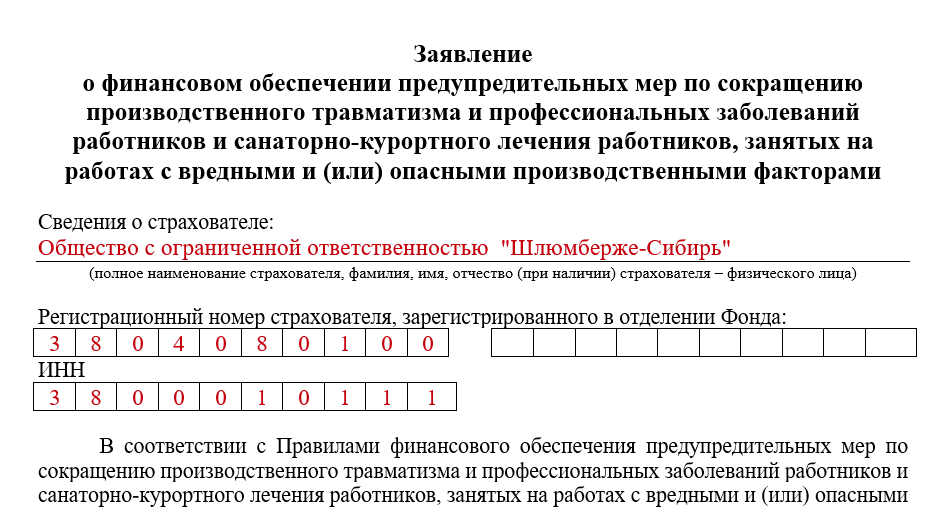 Заявление
о финансовом обеспечении предупредительных мер по сокращению
производственного травматизма и профессиональных заболеваний
работников и санаторно-курортного лечения работников, занятых на
работах с вредными и (или) опасными производственными факторами
Сведения о страхователе:
Общество с ограниченной ответственностью "Шлюмберже-Сибирь"
(полное наименование страхователя, фамилия, имя, отчество (при наличии) страхователя – физического лица)
Регистрационный номер страхователя, зарегистрированного в отделении Фонда:
3 8 0 4 0 8 0 1 0 0
ИНН
3 8 0 0 0 1 0 1 1 1
В соответствии с Правилами финансового обеспечения предупредительных мер по
сокращению производственного травматизма и профессиональных заболеваний работников и
санаторно-курортного лечения работников, занятых на работах с вредными и (или) опасными